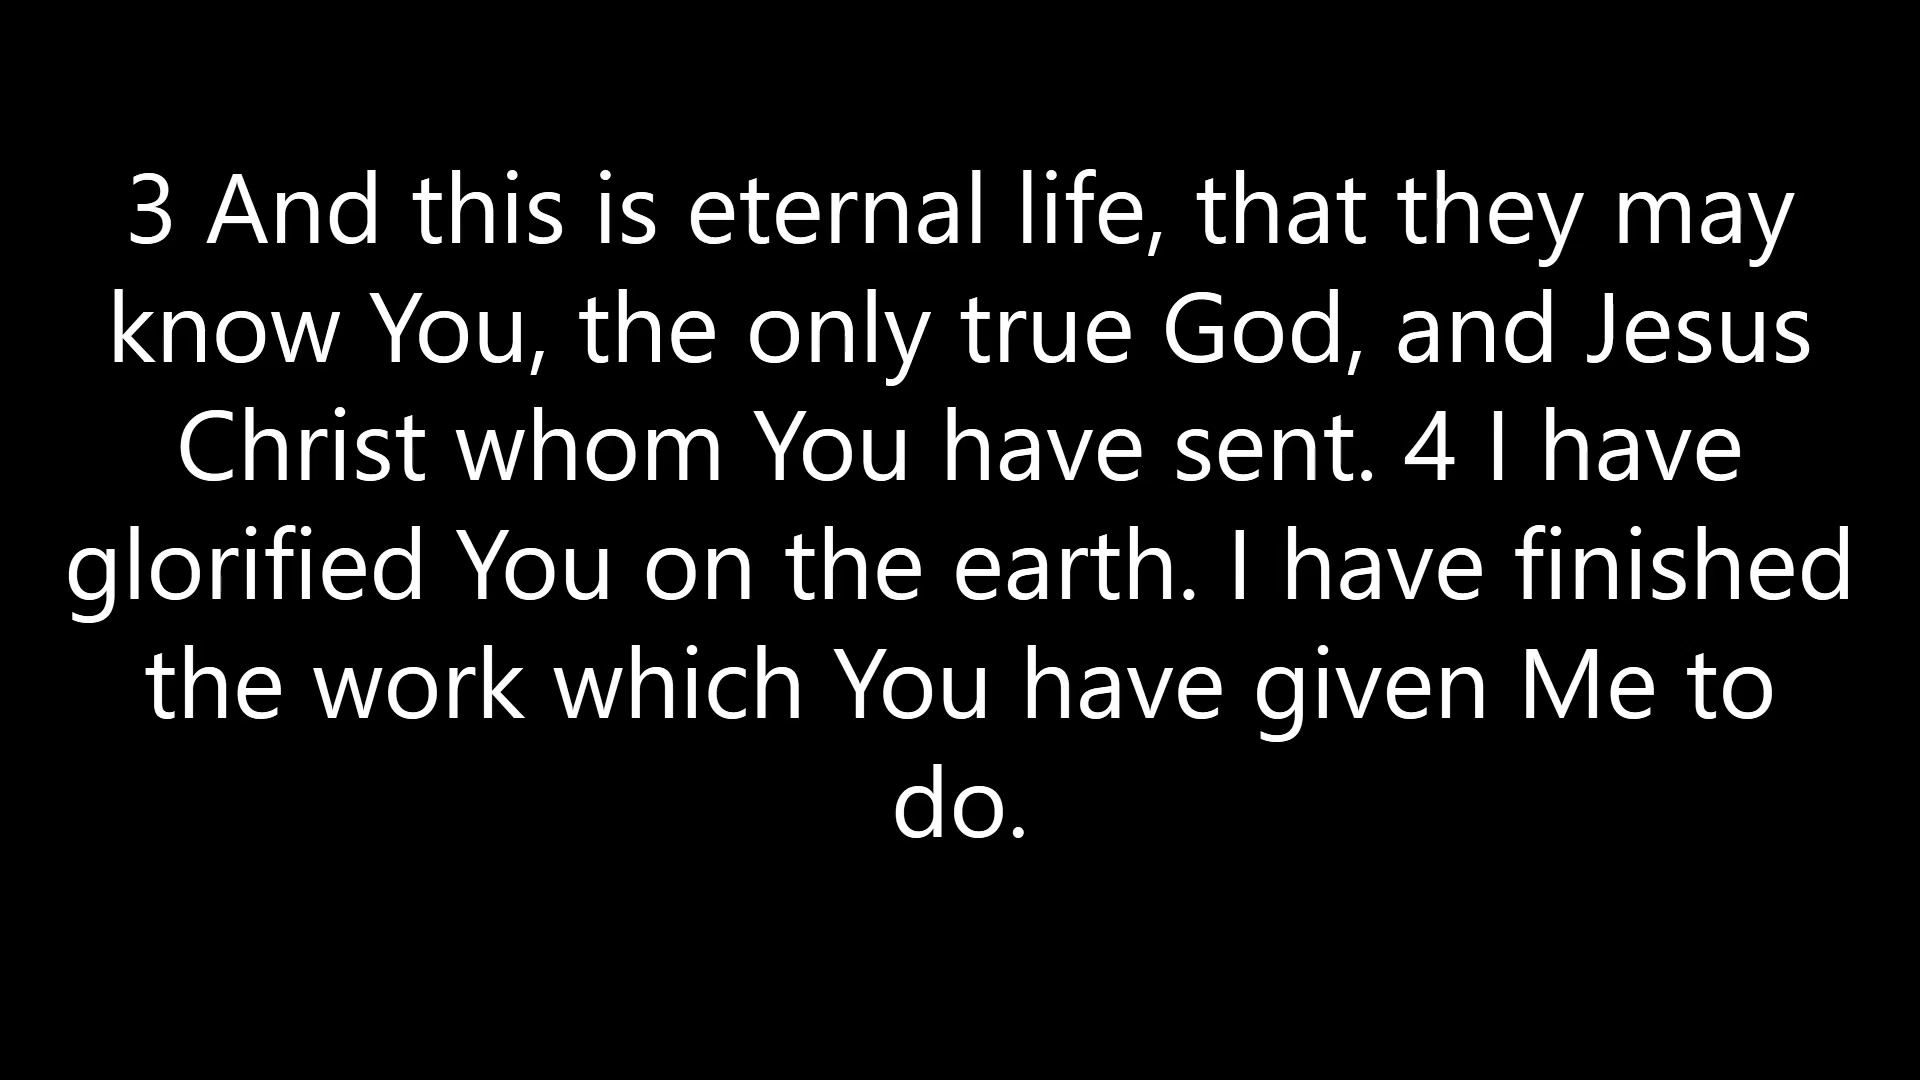 3 And this is eternal life, that they may
know You, the only true God, and Jesus
Christ whom You have sent. 4 I have
glorified You on the earth. I have finished
the work which You have given Me to
do.